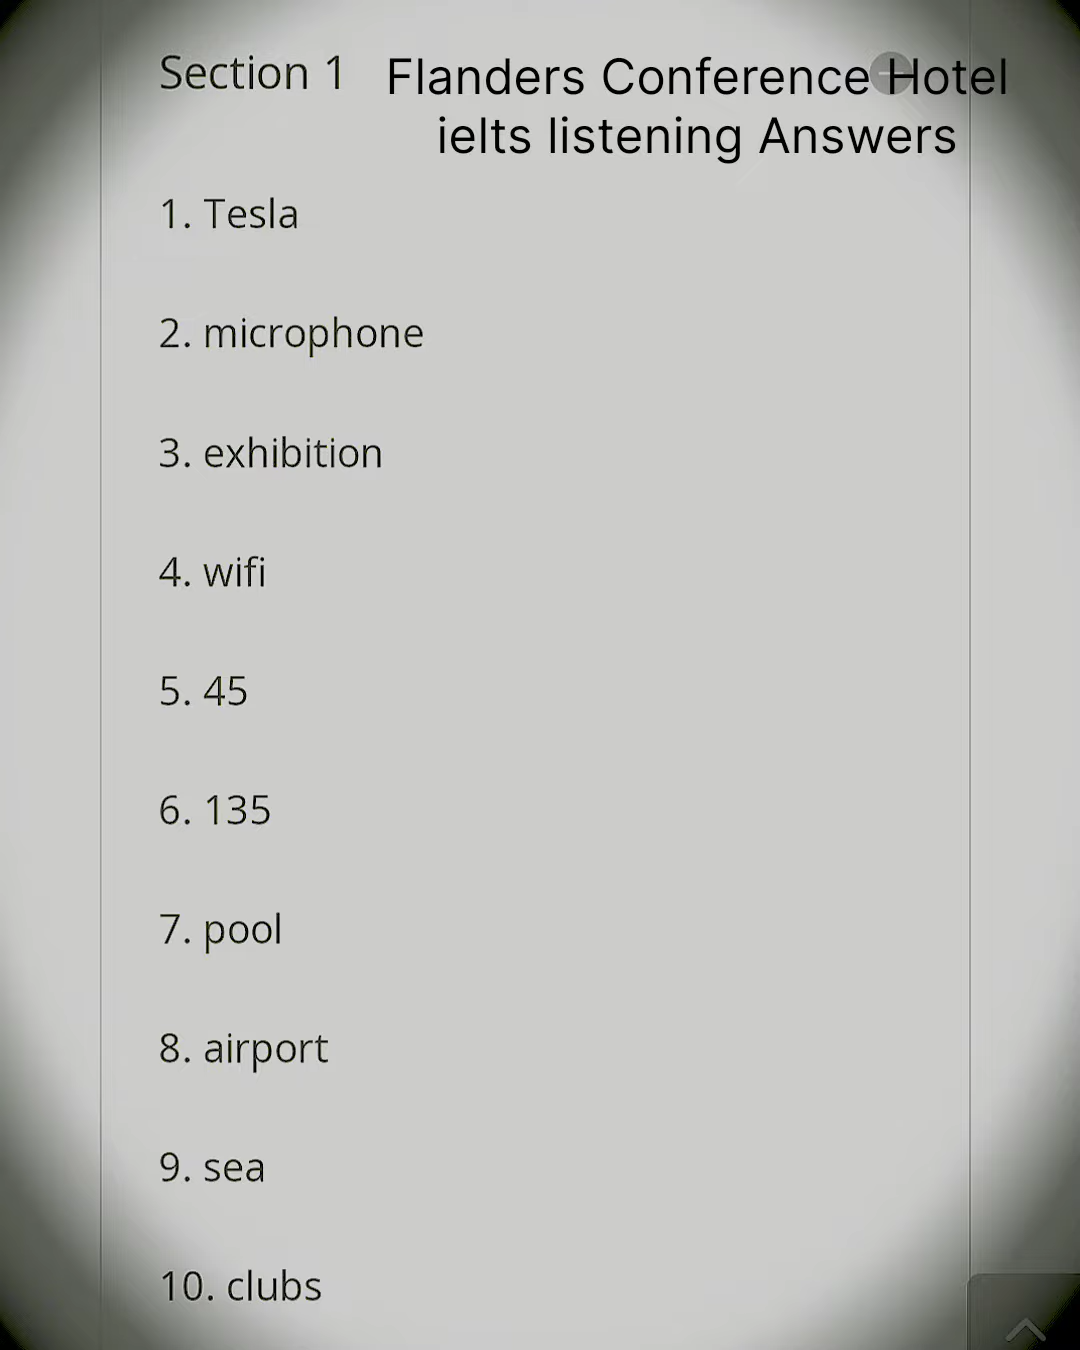 Section 1
Flanders Conference Hotel
ielts listening Answers
1. Tesla
2. microphone
3. exhibition
4. wifi
5. 45
6. 135
7. pool
8. airport
9. sea
10. clubs